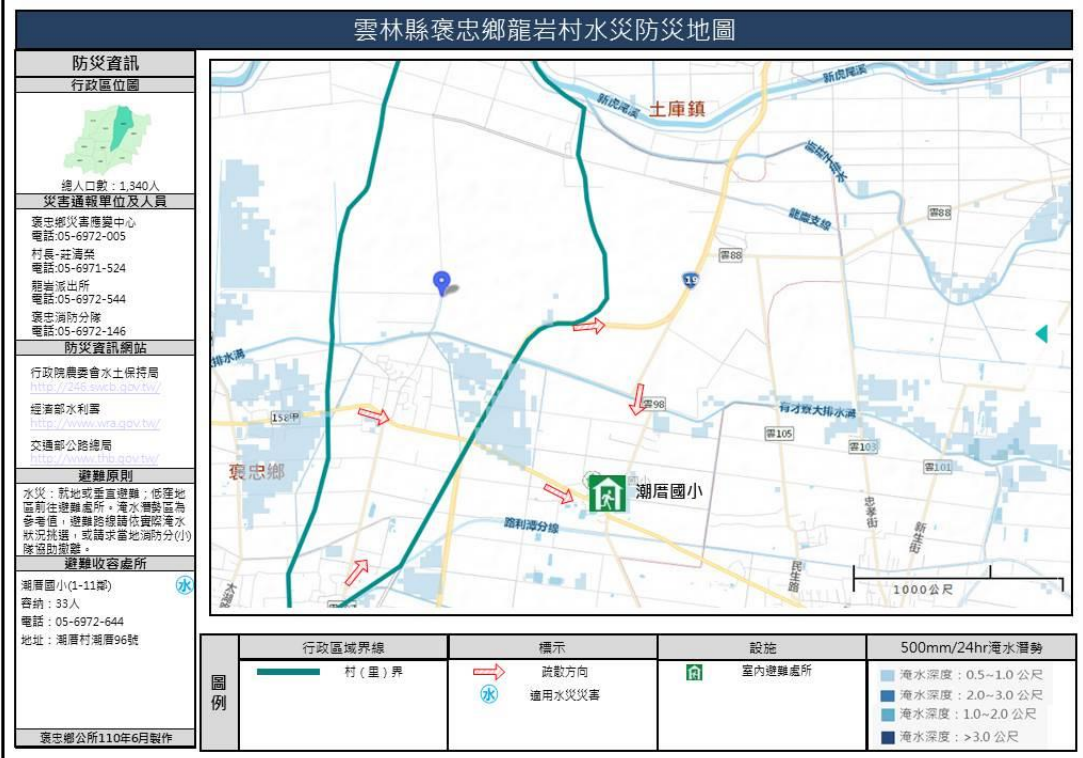 雲林縣褒忠鄉龍岩村水災防災地圖
防災資訊
行政區位圖
總人口數：1,340人
災害通報單位及人員
褒忠鄉災害應變中心
電話:05-6972-005
村長-莊濤榮
電話:05-6971-524
龍岩派出所
電話:05-6972-544
褒忠消防分隊
電話:05-6972-146
防災資訊網站
行政院農委會水土保持局
http://246.swcb.gov.tw/
經濟部水利署
http://www.wra.gov.tw/
交通部公路總局
http://www.thb.gov.tw/
避難原則
水災：就地或垂直避難；低窪地
區前往避難處所。淹水潛勢區為
參考值，避難路線請依實際淹水
狀況挑選，或請求當地消防分(小)
隊協助撤離。
避難收容處所
潮厝國小(1-11鄰)
水
容納：33人
電話：05-6972-644
地址：潮厝村潮厝96號
褒忠鄉公所110年6月製作
新虎尾溪
新虎尾溪
土庫鎮
龍巖支線
雲88
雲88
19
排水溝
158甲
雲98
有才寮大排水溝
雲105
雲103
雲101
褒忠鄉
潮厝國小
路利潭分線
忠孝街
新生街
民生路
1000公尺
圖例
行政區域界線
標示
設施
500mm/24hr淹水潛勢
村(里)界
疏散方向
水
適用水災災害
室內避難處所
淹水深度：0.5~1.0 公尺
淹水深度：2.0~3.0 公尺
淹水深度：1.0~2.0 公尺
淹水深度：>3.0 公尺